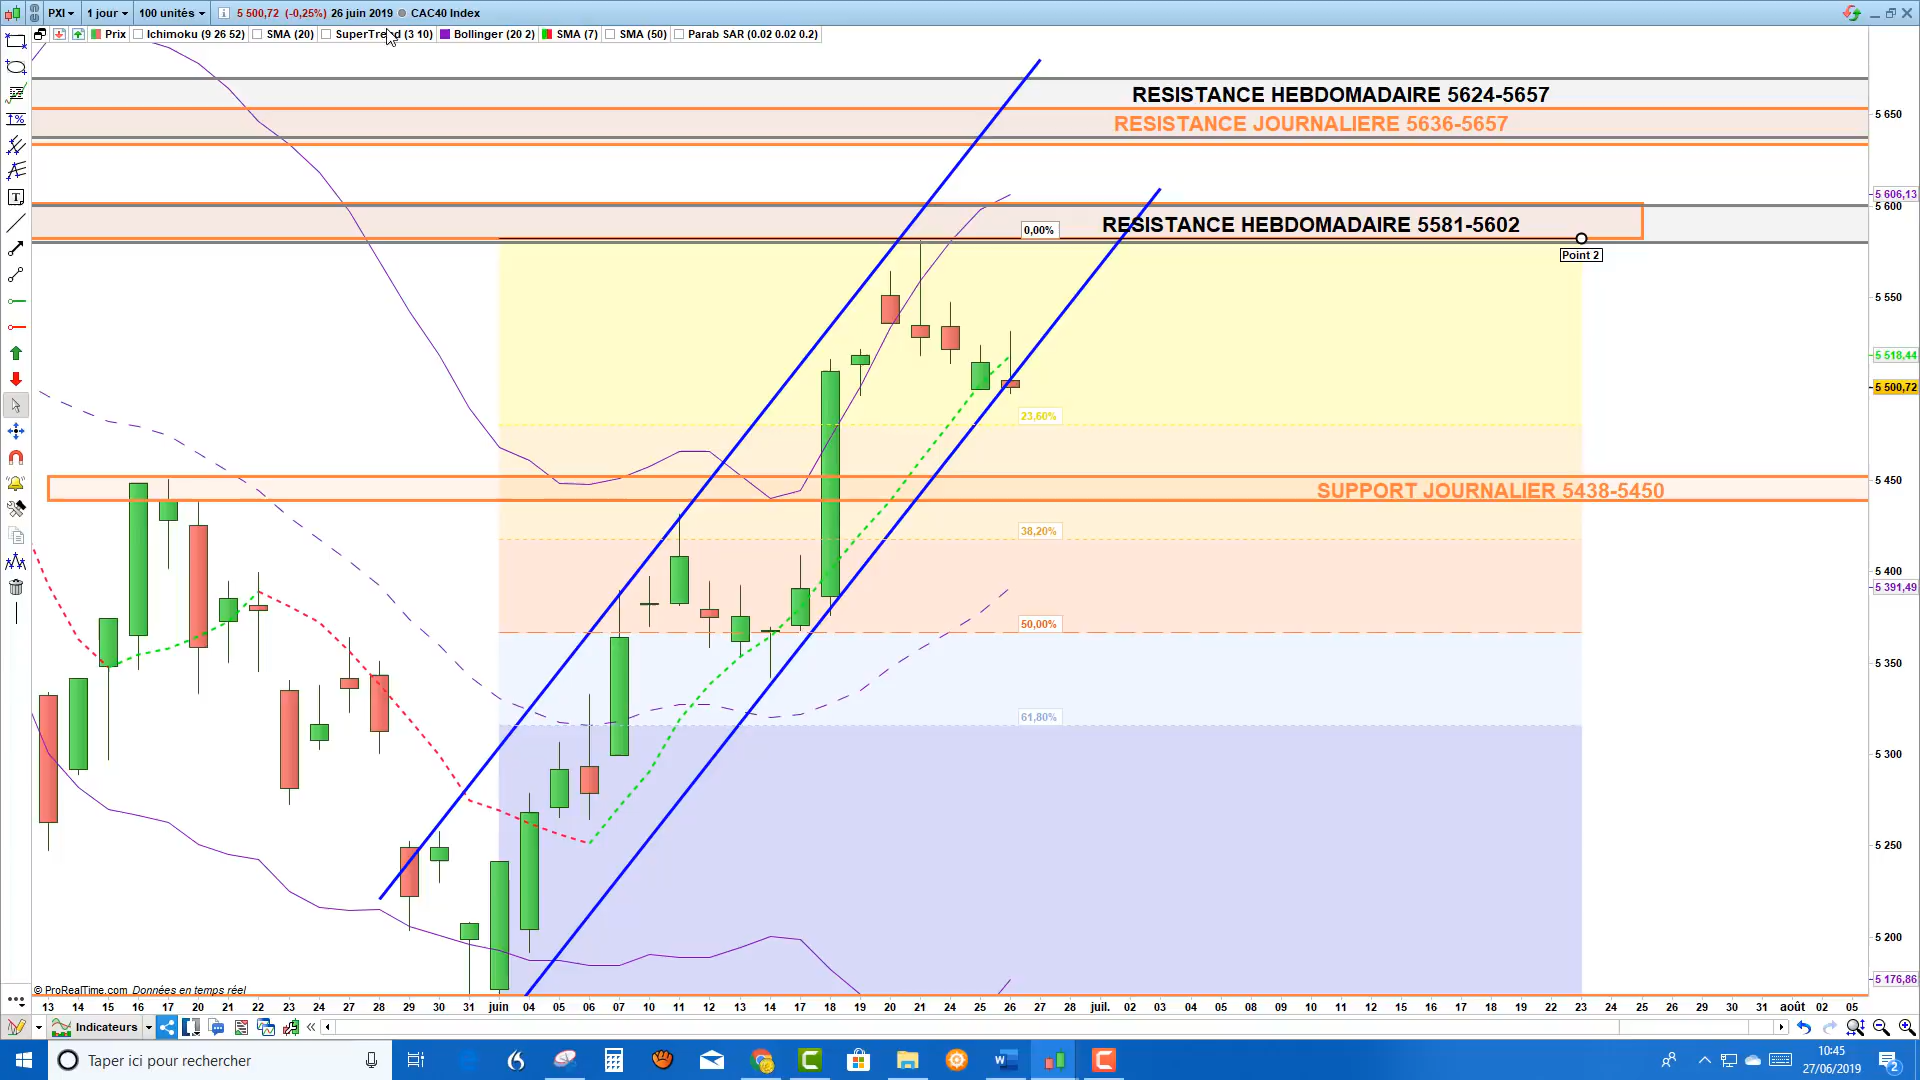 PXI
1 jour
100 unités
5 500,72 (-0,25%) 26 juin 2019
CAC40 Index
Prix
Ichimoku (9 26 52)
SMA (20)
SuperTrend (3 10)
Bollinger (20 2)
SMA (7)
SMA (50)
Parab SAR (0.02 0.02 0.2)
RESISTANCE HEBDOMADAIRE 5624-5657
RESISTANCE JOURNALIERE 5636-5657
5 650
5 606,13
5 600
RESISTANCE HEBDOMADAIRE 5581-5602
0,00%
Point 2
5 550
5 518,44
5 500,72
23,60%
5 450
SUPPORT JOURNALIER 5438-5450
38,20%
5 400
5 391,49
50,00%
5 350
61,80%
5 300
5 250
5 200
5 176,86
© ProRealTime.com Données en temps réel
13 14 15 16 17 20 21 22 23 24 27 28 29 30 31 juin 04 05 06 07 10 11 12 13 14 17 18 19 20 21 24 25 26 27 28 juil. 02 03 04 05 08 09 10 11 12 15 16 17 18 19 22 23 24 25 26 29 30 31 août 02 05
Indicateurs
Taper ici pour rechercher
10:45
27/06/2019
2